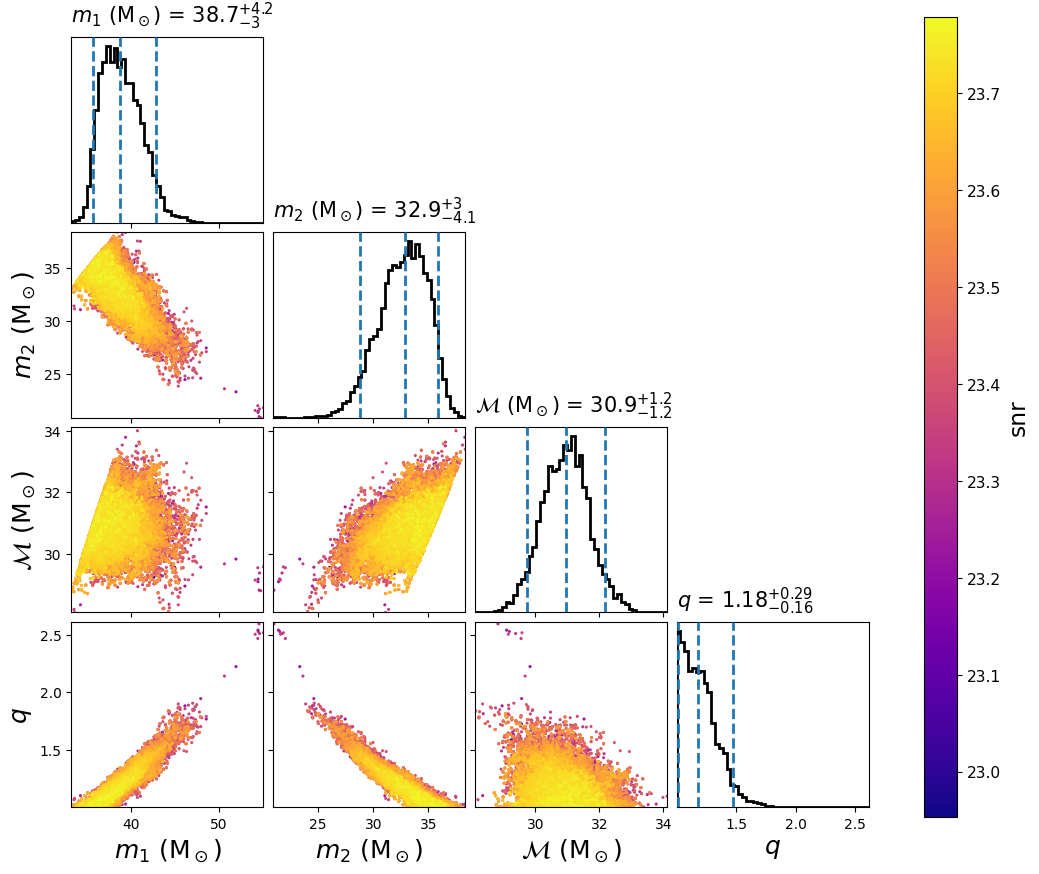 m₁ (M⊙) = 38.7⁺⁴·²₋₃
23.7
m₂ (M⊙) = 32.9⁺³₋₄.₁
23.6
m₂ (M⊙)
35
30
25
23.5
23.4
ℳ (M⊙) = 30.9⁺¹·²₋₁.₂
snr
ℳ (M⊙)
34
32
30
23.3
23.2
q = 1.18⁺⁰·²⁹₋₀.₁₆
q
2.5
2.0
1.5
23.1
23.0
40 50 25 30 35 30 32 34 1.5 2.0 2.5
m₁ (M⊙) m₂ (M⊙) ℳ (M⊙) q